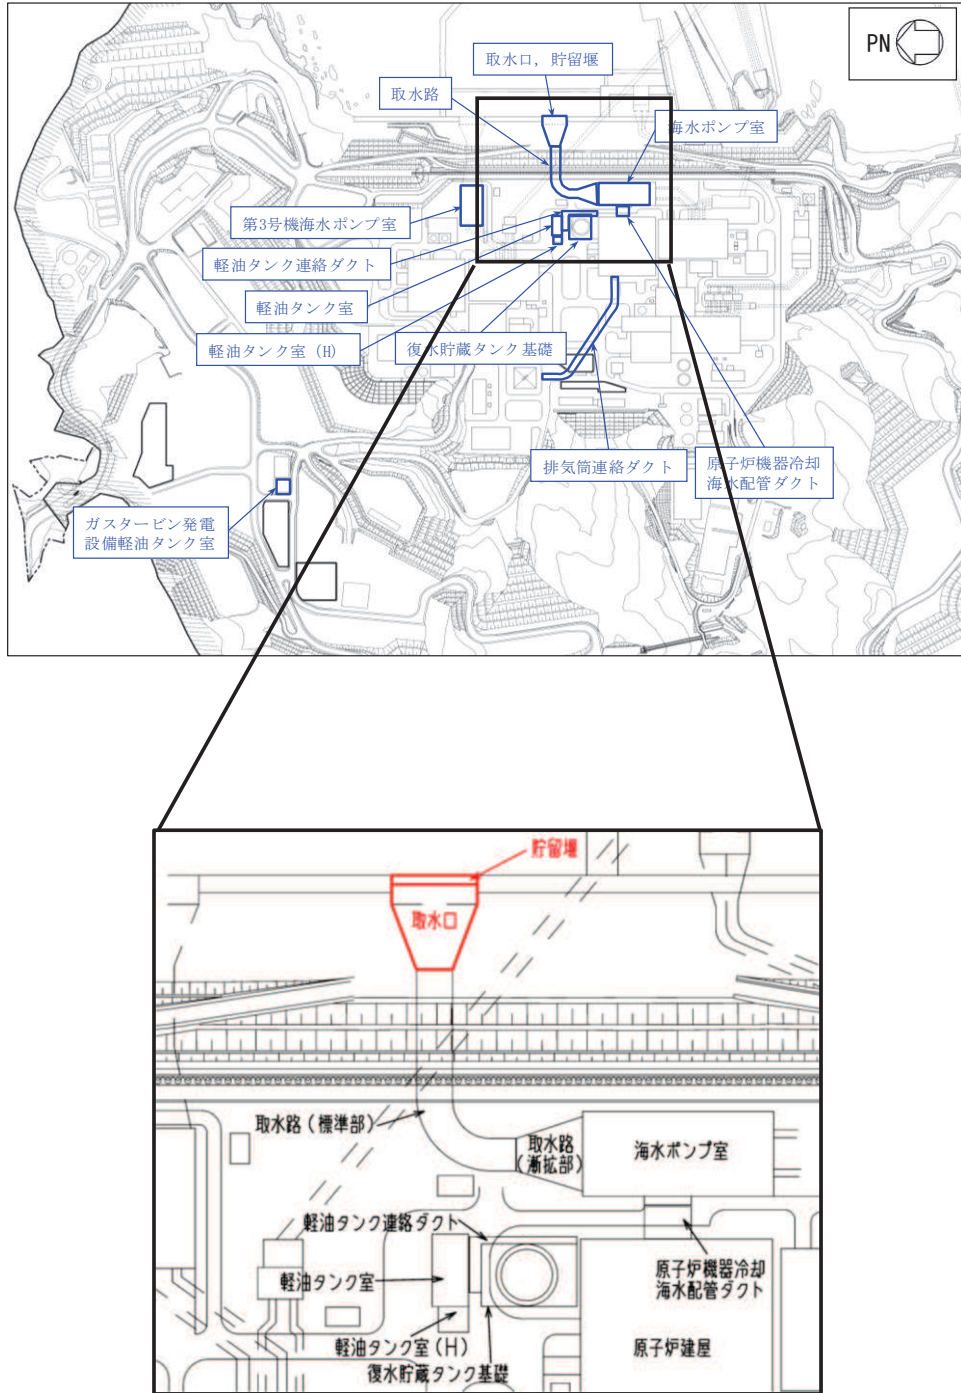 PN
取水口，貯留堰
取水路
海水ポンプ室
第3号機海水ポンプ室
軽油タンク連絡ダクト
軽油タンク室
軽油タンク室（H）
復水貯蔵タンク基礎
排気筒連絡ダクト
原子炉機器冷却
海水配管ダクト
ガスタービン発電
設備軽油タンク室
貯留堰
取水口
取水路（標準部）
取水路
（漸拡部）
海水ポンプ室
軽油タンク連絡ダクト
軽油タンク室
原子炉機器冷却
海水配管ダクト
軽油タンク室（H）
復水貯蔵タンク基礎
原子炉建屋